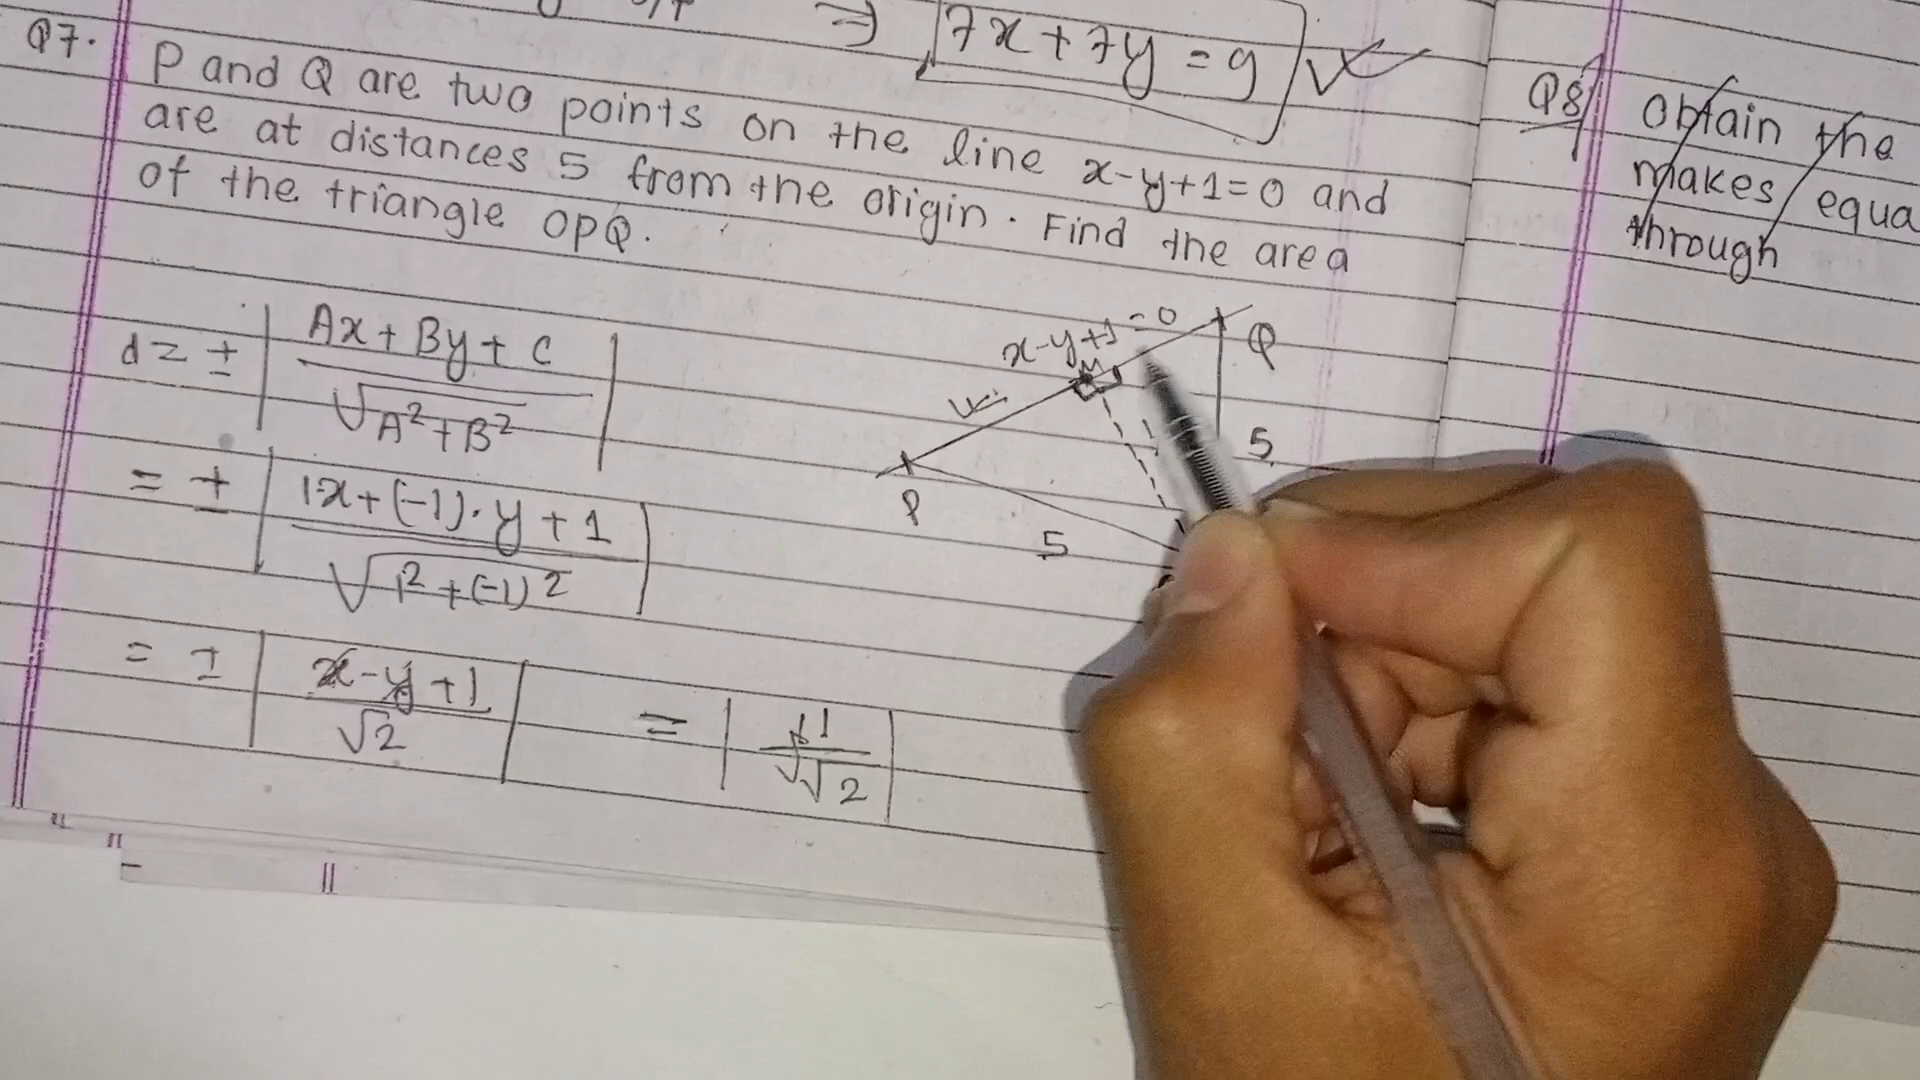 ⇒ 7x + 7y = 9
Q7. P and Q are two points on the line x-y+1=0 and
are at distances 5 from the origin. Find the area
of the triangle OPQ.
d = ± | Ax + By + C / √A²+B² |
= ± | 1·x + (-1)·y + 1 / √1²+(-1)² |
= ± | x-y+1 / √2 | = | 1 / √2 |
x-y+1=0
M
Q
P
5
5
Q8 Obtain the
makes equa
through